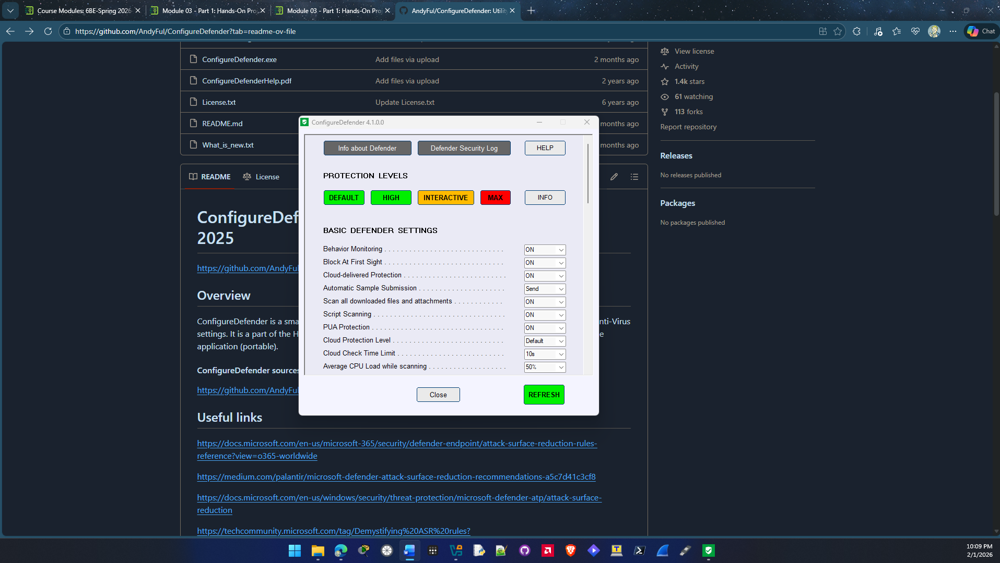 Course Modules: 6BE-Spring 2026
Module 03 - Part 1: Hands-On Pro
Module 03 - Part 1: Hands-On Pro
AndyFul/ConfigureDefender: Utili
https://github.com/AndyFul/ConfigureDefender?tab=readme-ov-file
Chat
ConfigureDefender.exe
Add files via upload
2 months ago
ConfigureDefenderHelp.pdf
Add files via upload
2 years ago
License.txt
Update License.txt
6 years ago
README.md
months ago
What_is_new.txt
months ago
README
License
ConfigureDef
2025
https://github.com/AndyFul
Overview
ConfigureDefender is a sma
nti-Virus
settings. It is a part of the H
e
application (portable).
ConfigureDefender sources
https://github.com/AndyFul
Useful links
https://docs.microsoft.com/en-us/microsoft-365/security/defender-endpoint/attack-surface-reduction-rules-
reference?view=o365-worldwide
https://medium.com/palantir/microsoft-defender-attack-surface-reduction-recommendations-a5c7d41c3cf8
https://docs.microsoft.com/en-us/windows/security/threat-protection/microsoft-defender-atp/attack-surface-
reduction
https://techcommunity.microsoft.com/tag/Demystifying%20ASR%20rules?
View license
Activity
1.4k stars
61 watching
113 forks
Report repository
Releases
No releases published
Packages
No packages published
ConfigureDefender 4.1.0.0
Info about Defender
Defender Security Log
HELP
PROTECTION LEVELS
DEFAULT
HIGH
INTERACTIVE
MAX
INFO
BASIC DEFENDER SETTINGS
Behavior Monitoring ON
Block At First Sight ON
Cloud-delivered Protection ON
Automatic Sample Submission Send
Scan all downloaded files and attachments ON
Script Scanning ON
PUA Protection ON
Cloud Protection Level Default
Cloud Check Time Limit 10s
Average CPU Load while scanning 50%
Close
REFRESH
10:09 PM
2/1/2026